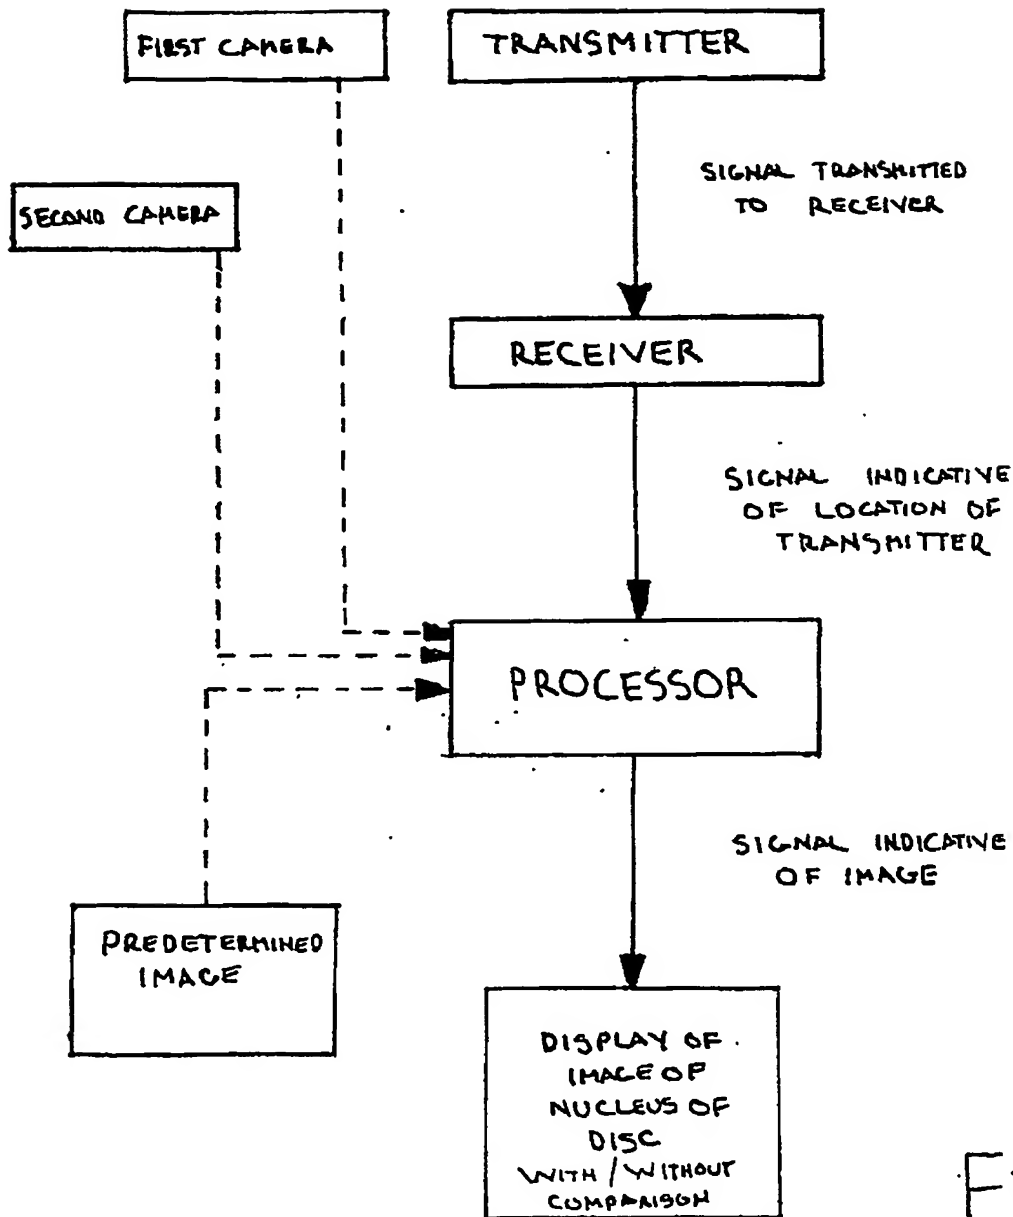 FIRST CAMERA
TRANSMITTER
SIGNAL TRANSMITTED
TO RECEIVER
SECOND CAMERA
RECEIVER
SIGNAL INDICATIVE
OF LOCATION OF
TRANSMITTER
PROCESSOR
SIGNAL INDICATIVE
OF IMAGE
PREDETERMINED
IMAGE
DISPLAY OF
IMAGE OF
NUCLEUS OF
DISC
WITH / WITHOUT
COMPARISON